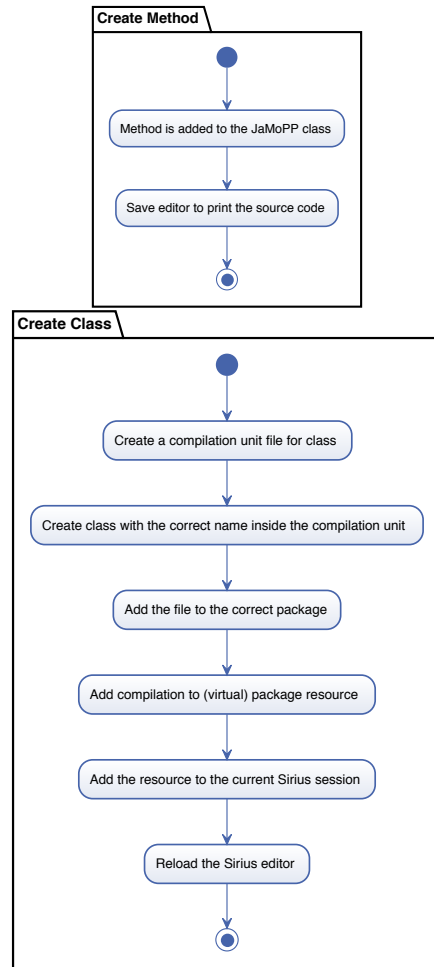 Create Method
Method is added to the JaMoPP class
Save editor to print the source code
Create Class
Create a compilation unit file for class
Create class with the correct name inside the compilation unit
Add the file to the correct package
Add compilation to (virtual) package resource
Add the resource to the current Sirius session
Reload the Sirius editor